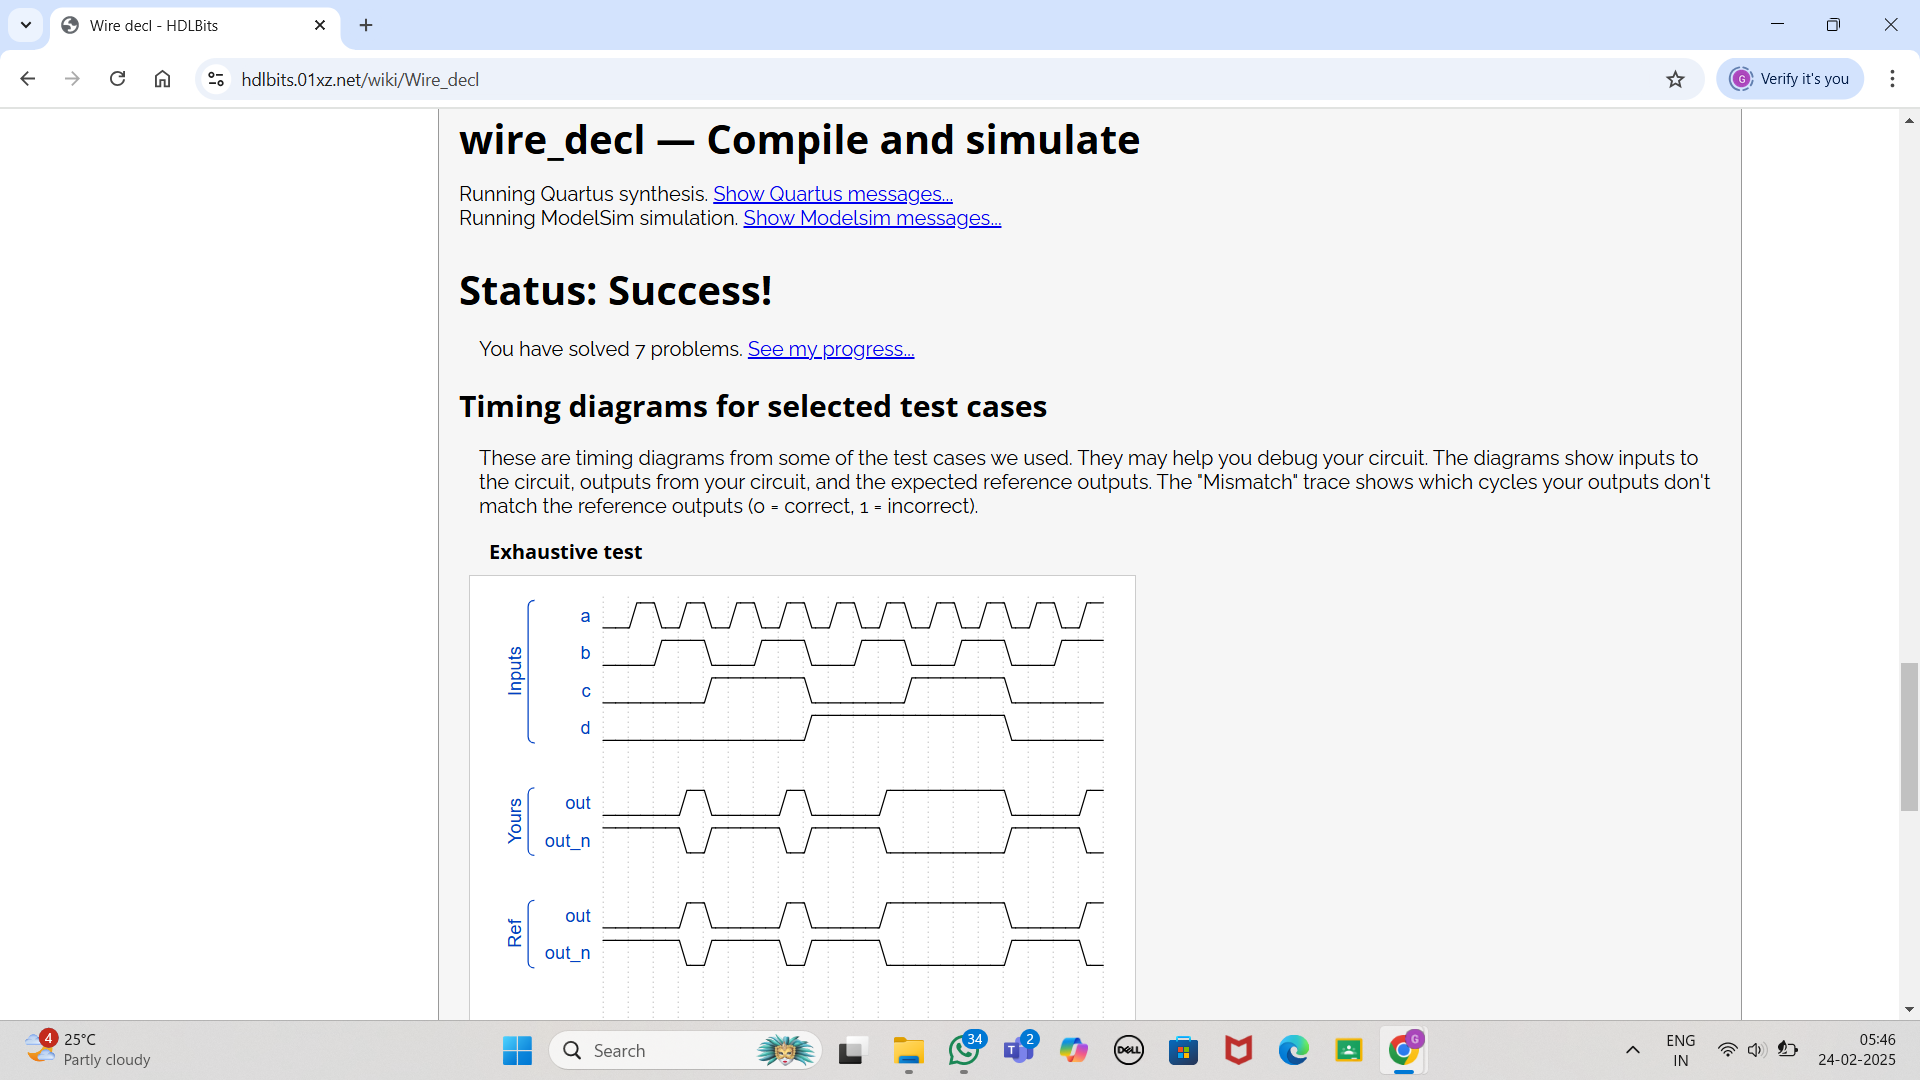 Wire decl - HDLBits
hdlbits.01xz.net/wiki/Wire_decl
G
Verify it's you
wire_decl — Compile and simulate
Running Quartus synthesis. Show Quartus messages...
Running ModelSim simulation. Show Modelsim messages...
Status: Success!
You have solved 7 problems. See my progress...
Timing diagrams for selected test cases
These are timing diagrams from some of the test cases we used. They may help you debug your circuit. The diagrams show inputs to
the circuit, outputs from your circuit, and the expected reference outputs. The "Mismatch" trace shows which cycles your outputs don't
match the reference outputs (0 = correct, 1 = incorrect).
Exhaustive test
Inputs
a
b
c
d
Yours
out
out_n
Ref
out
out_n
4
25°C
Partly cloudy
Search
34
T
2
DELL
G
ENG
IN
05:46
24-02-2025